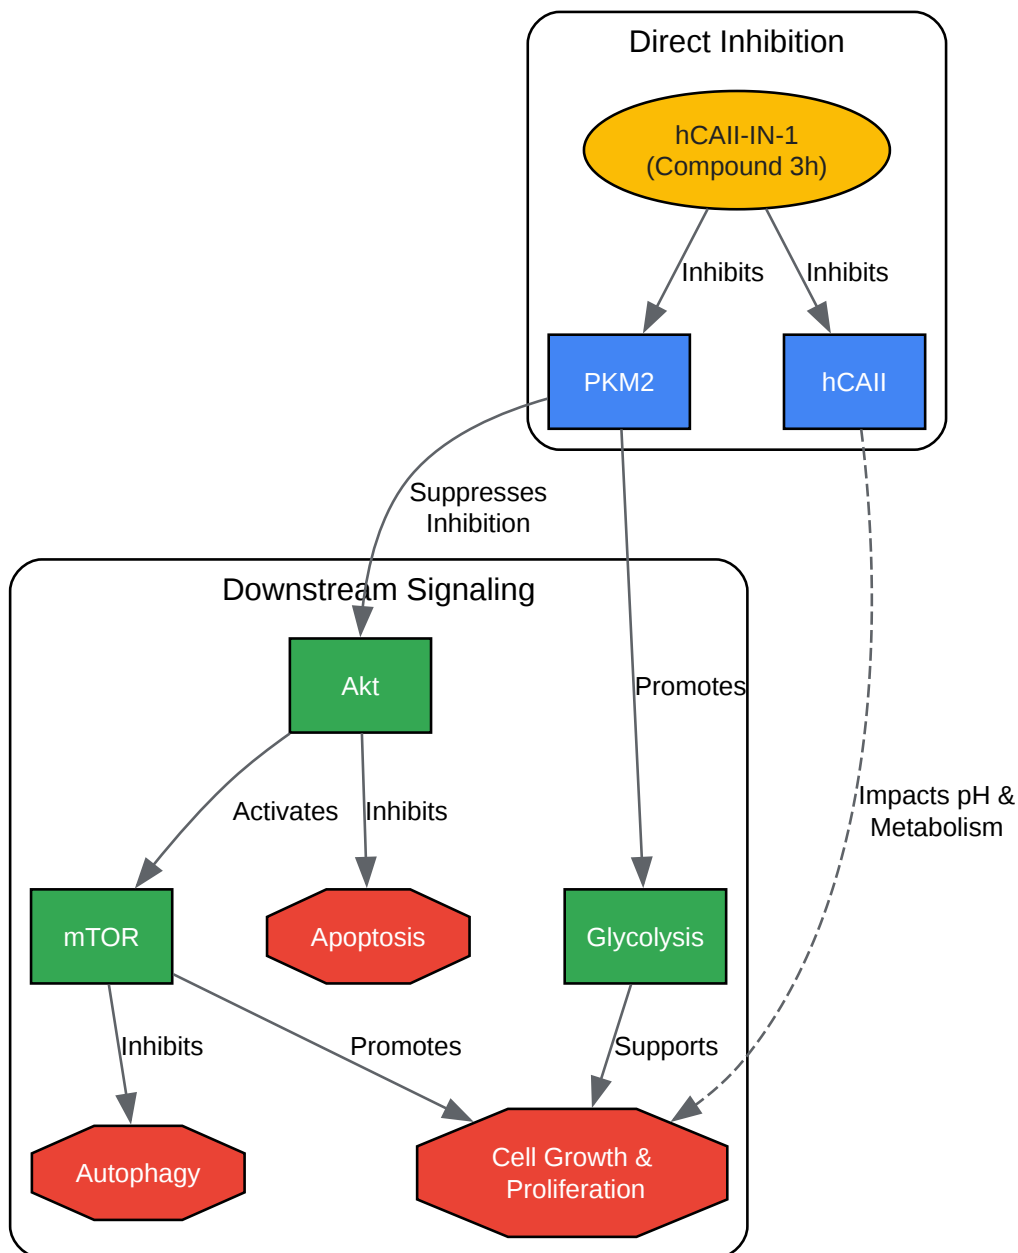 Direct Inhibition
hCAII-IN-1
(Compound 3h)
Inhibits
Inhibits
PKM2
hCAII
Suppresses
Inhibition
Downstream Signaling
Akt
Promotes
Activates
Inhibits
Impacts pH &
Metabolism
mTOR
Apoptosis
Glycolysis
Inhibits
Promotes
Supports
Autophagy
Cell Growth &
Proliferation